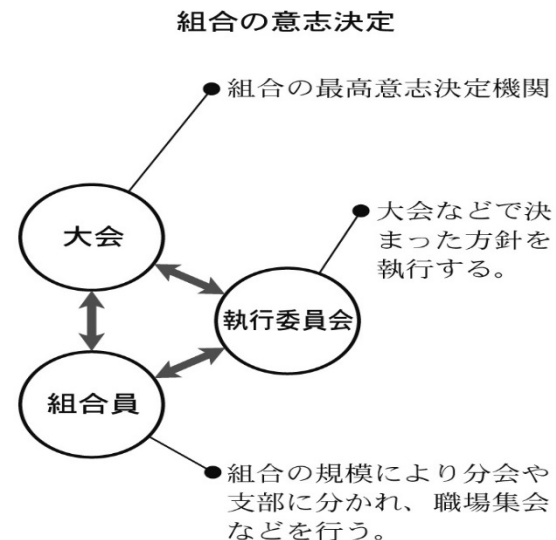 組合の意志決定
組合の最高意志決定機関
大会
大会などで決
まった方針を
執行する。
執行委員会
組合員
組合の規模により分会や
支部に分かれ、職場集会
などを行う。